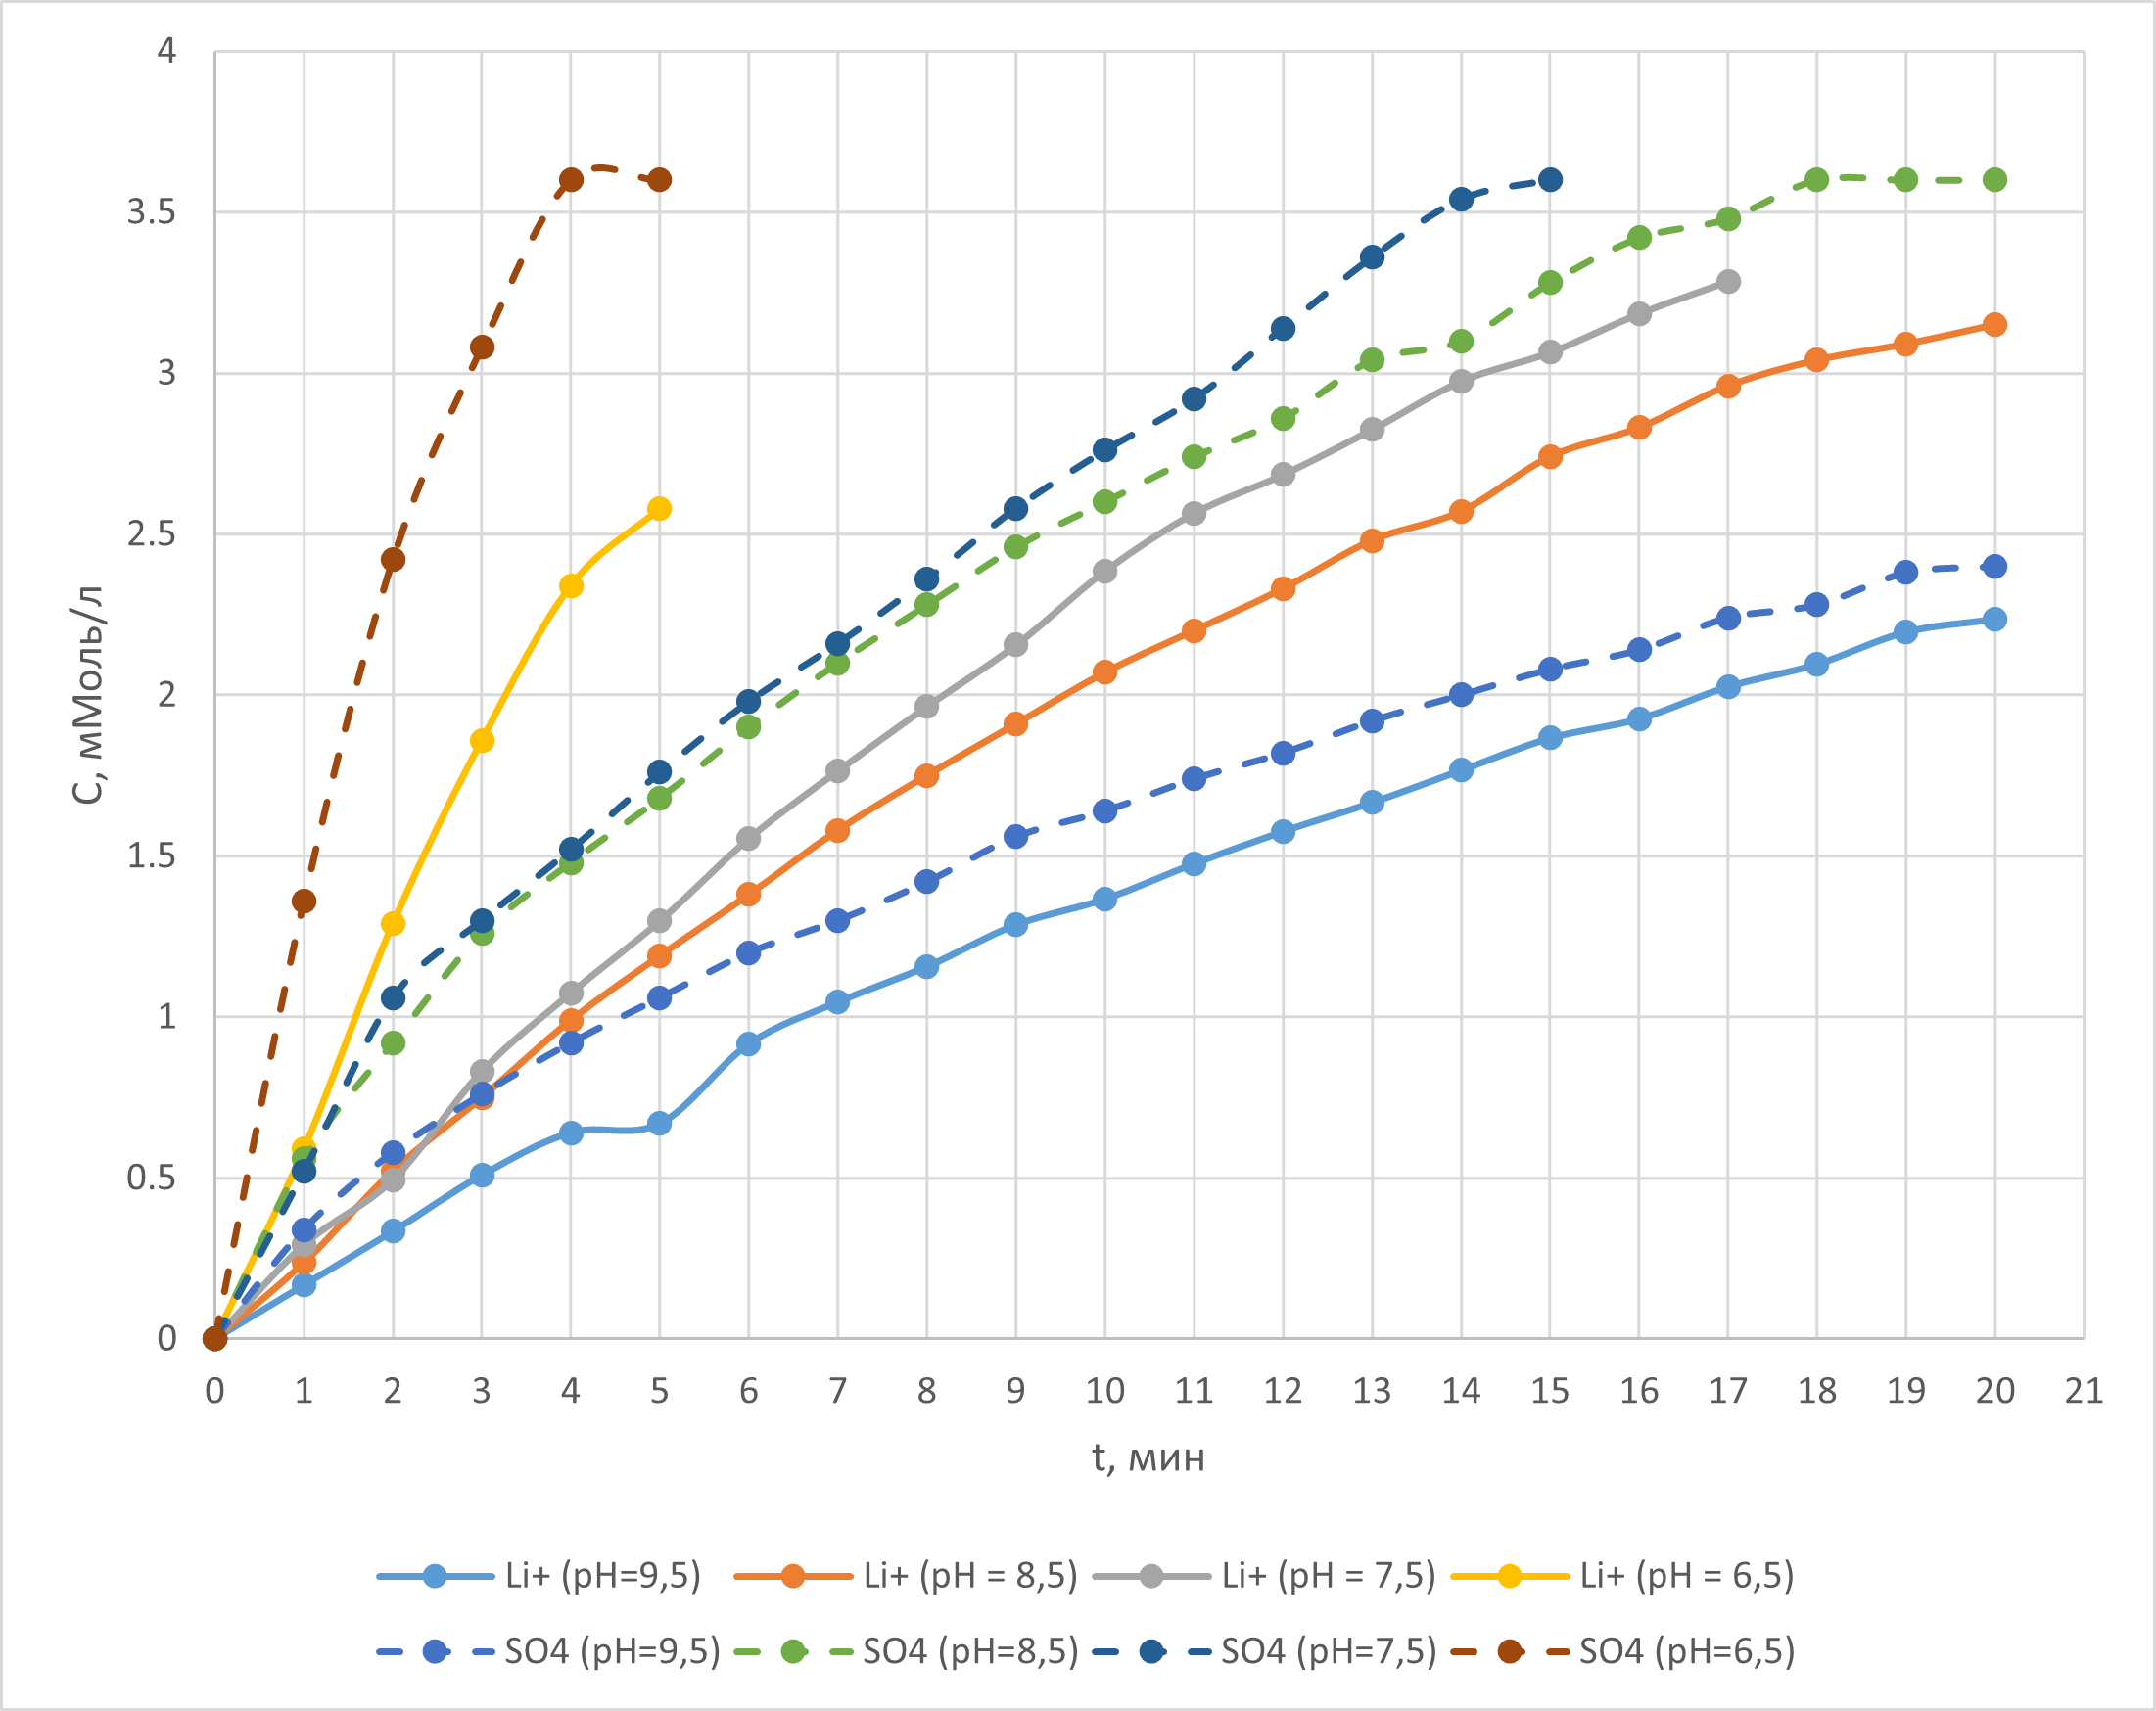 4
3.5
3
2.5
2
1.5
1
0.5
0
С, мМоль/л
0 1 2 3 4 5 6 7 8 9 10 11 12 13 14 15 16 17 18 19 20 21
t, мин
Li+ (pH=9,5) Li+ (pH = 8,5) Li+ (pH = 7,5) Li+ (pH = 6,5)
SO4 (pH=9,5) SO4 (pH=8,5) SO4 (pH=7,5) SO4 (pH=6,5)